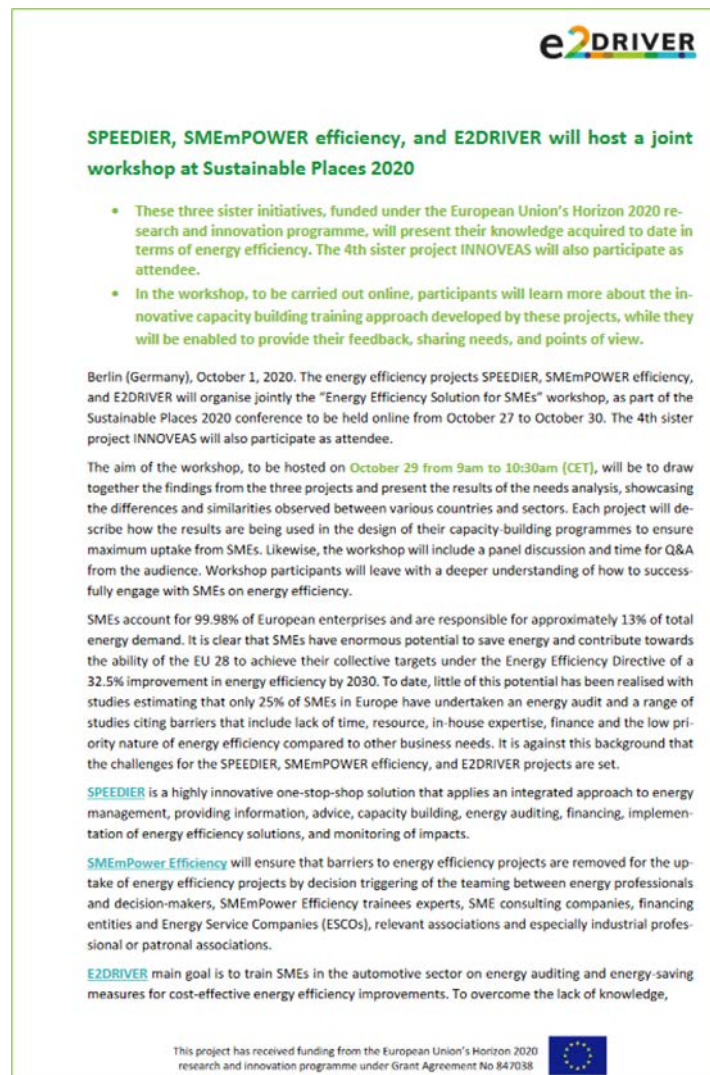 e2DRIVER
SPEEDIER, SMEmPOWER efficiency, and E2DRIVER will host a joint
workshop at Sustainable Places 2020
• These three sister initiatives, funded under the European Union's Horizon 2020 re-
search and innovation programme, will present their knowledge acquired to date in
terms of energy efficiency. The 4th sister project INNOVEAS will also participate as
attendee.
• In the workshop, to be carried out online, participants will learn more about the in-
novative capacity building training approach developed by these projects, while they
will be enabled to provide their feedback, sharing needs, and points of view.
Berlin (Germany), October 1, 2020. The energy efficiency projects SPEEDIER, SMEmPOWER efficiency,
and E2DRIVER will organise jointly the "Energy Efficiency Solution for SMEs" workshop, as part of the
Sustainable Places 2020 conference to be held online from October 27 to October 30. The 4th sister
project INNOVEAS will also participate as attendee.
The aim of the workshop, to be hosted on October 29 from 9am to 10:30am (CET), will be to draw
together the findings from the three projects and present the results of the needs analysis, showcasing
the differences and similarities observed between various countries and sectors. Each project will de-
scribe how the results are being used in the design of their capacity-building programmes to ensure
maximum uptake from SMEs. Likewise, the workshop will include a panel discussion and time for Q&A
from the audience. Workshop participants will leave with a deeper understanding of how to success-
fully engage with SMEs on energy efficiency.
SMEs account for 99.98% of European enterprises and are responsible for approximately 13% of total
energy demand. It is clear that SMEs have enormous potential to save energy and contribute towards
the ability of the EU 28 to achieve their collective targets under the Energy Efficiency Directive of a
32.5% improvement in energy efficiency by 2030. To date, little of this potential has been realised with
studies estimating that only 25% of SMEs in Europe have undertaken an energy audit and a range of
studies citing barriers that include lack of time, resource, in-house expertise, finance and the low pri-
ority nature of energy efficiency compared to other business needs. It is against this background that
the challenges for the SPEEDIER, SMEmPOWER efficiency, and E2DRIVER projects are set.
SPEEDIER is a highly innovative one-stop-shop solution that applies an integrated approach to energy
management, providing information, advice, capacity building, energy auditing, financing, implemen-
tation of energy efficiency solutions, and monitoring of impacts.
SMEmPower Efficiency will ensure that barriers to energy efficiency projects are removed for the up-
take of energy efficiency projects by decision triggering of the teaming between energy professionals
and decision-makers, SMEmPower Efficiency trainees experts, SME consulting companies, financing
entities and Energy Service Companies (ESCOs), relevant associations and especially industrial profes-
sional or patronal associations.
E2DRIVER main goal is to train SMEs in the automotive sector on energy auditing and energy-saving
measures for cost-effective energy efficiency improvements. To overcome the lack of knowledge,
This project has received funding from the European Union's Horizon 2020
research and innovation programme under Grant Agreement No 847038